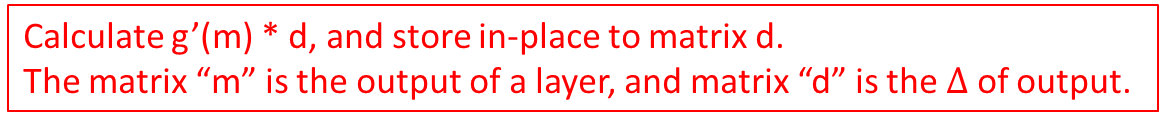 Calculate g’(m) * d, and store in-place to matrix d.
The matrix “m” is the output of a layer, and matrix “d” is the Δ of output.